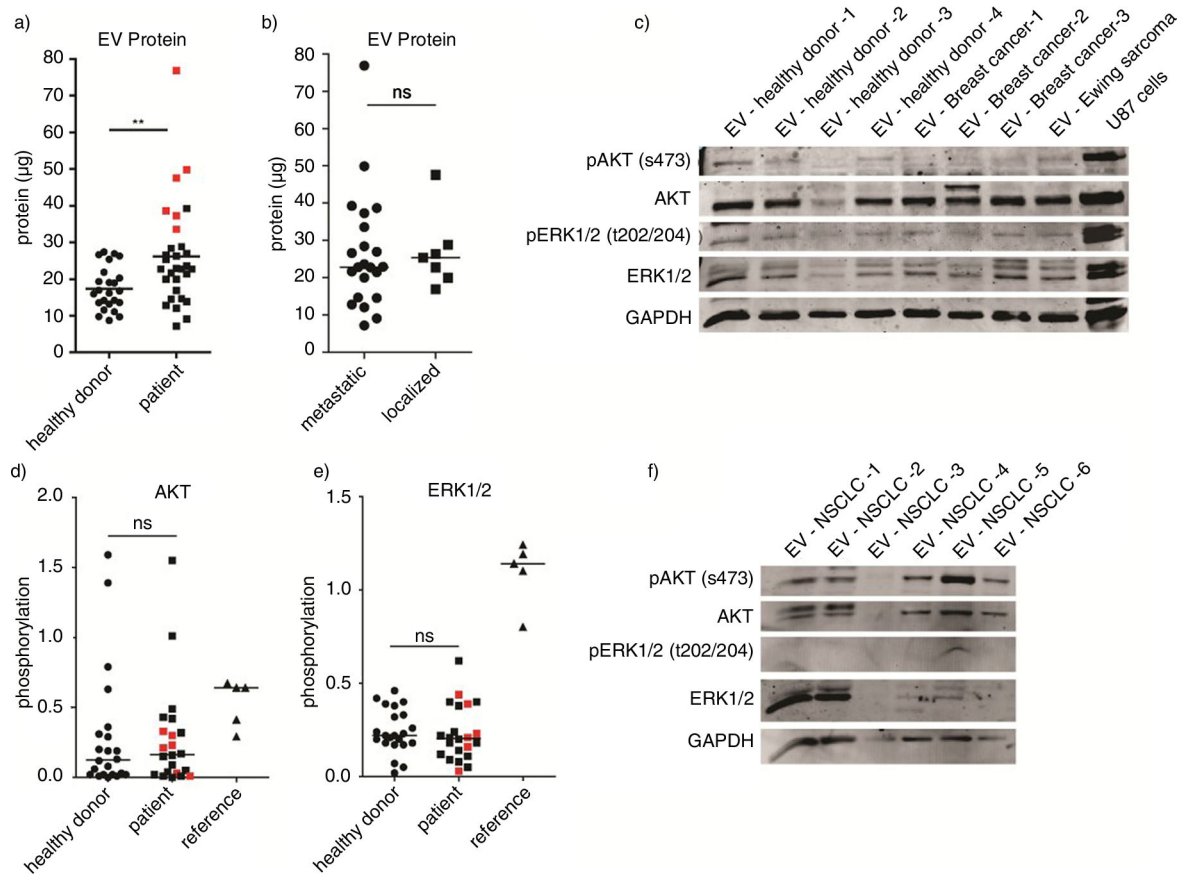 a)
EV Protein
protein (µg)
80
70
60
50
40
30
20
10
0
**
healthy donor
patient
b)
EV Protein
protein (µg)
80
70
60
50
40
30
20
10
0
ns
metastatic
localized
c)
EV - healthy donor -1
EV - healthy donor -2
EV - healthy donor -3
EV - healthy donor -4
EV - Breast cancer-1
EV - Breast cancer-2
EV - Breast cancer-3
EV - Ewing sarcoma
U87 cells
pAKT (s473)
AKT
pERK1/2 (t202/204)
ERK1/2
GAPDH
d)
AKT
phosphorylation
2.0
1.5
1.0
0.5
0.0
ns
healthy donor
patient
reference
e)
ERK1/2
phosphorylation
1.5
1.0
0.5
0.0
ns
healthy donor
patient
reference
f)
EV - NSCLC -1
EV - NSCLC -2
EV - NSCLC -3
EV - NSCLC -4
EV - NSCLC -5
EV - NSCLC -6
pAKT (s473)
AKT
pERK1/2 (t202/204)
ERK1/2
GAPDH